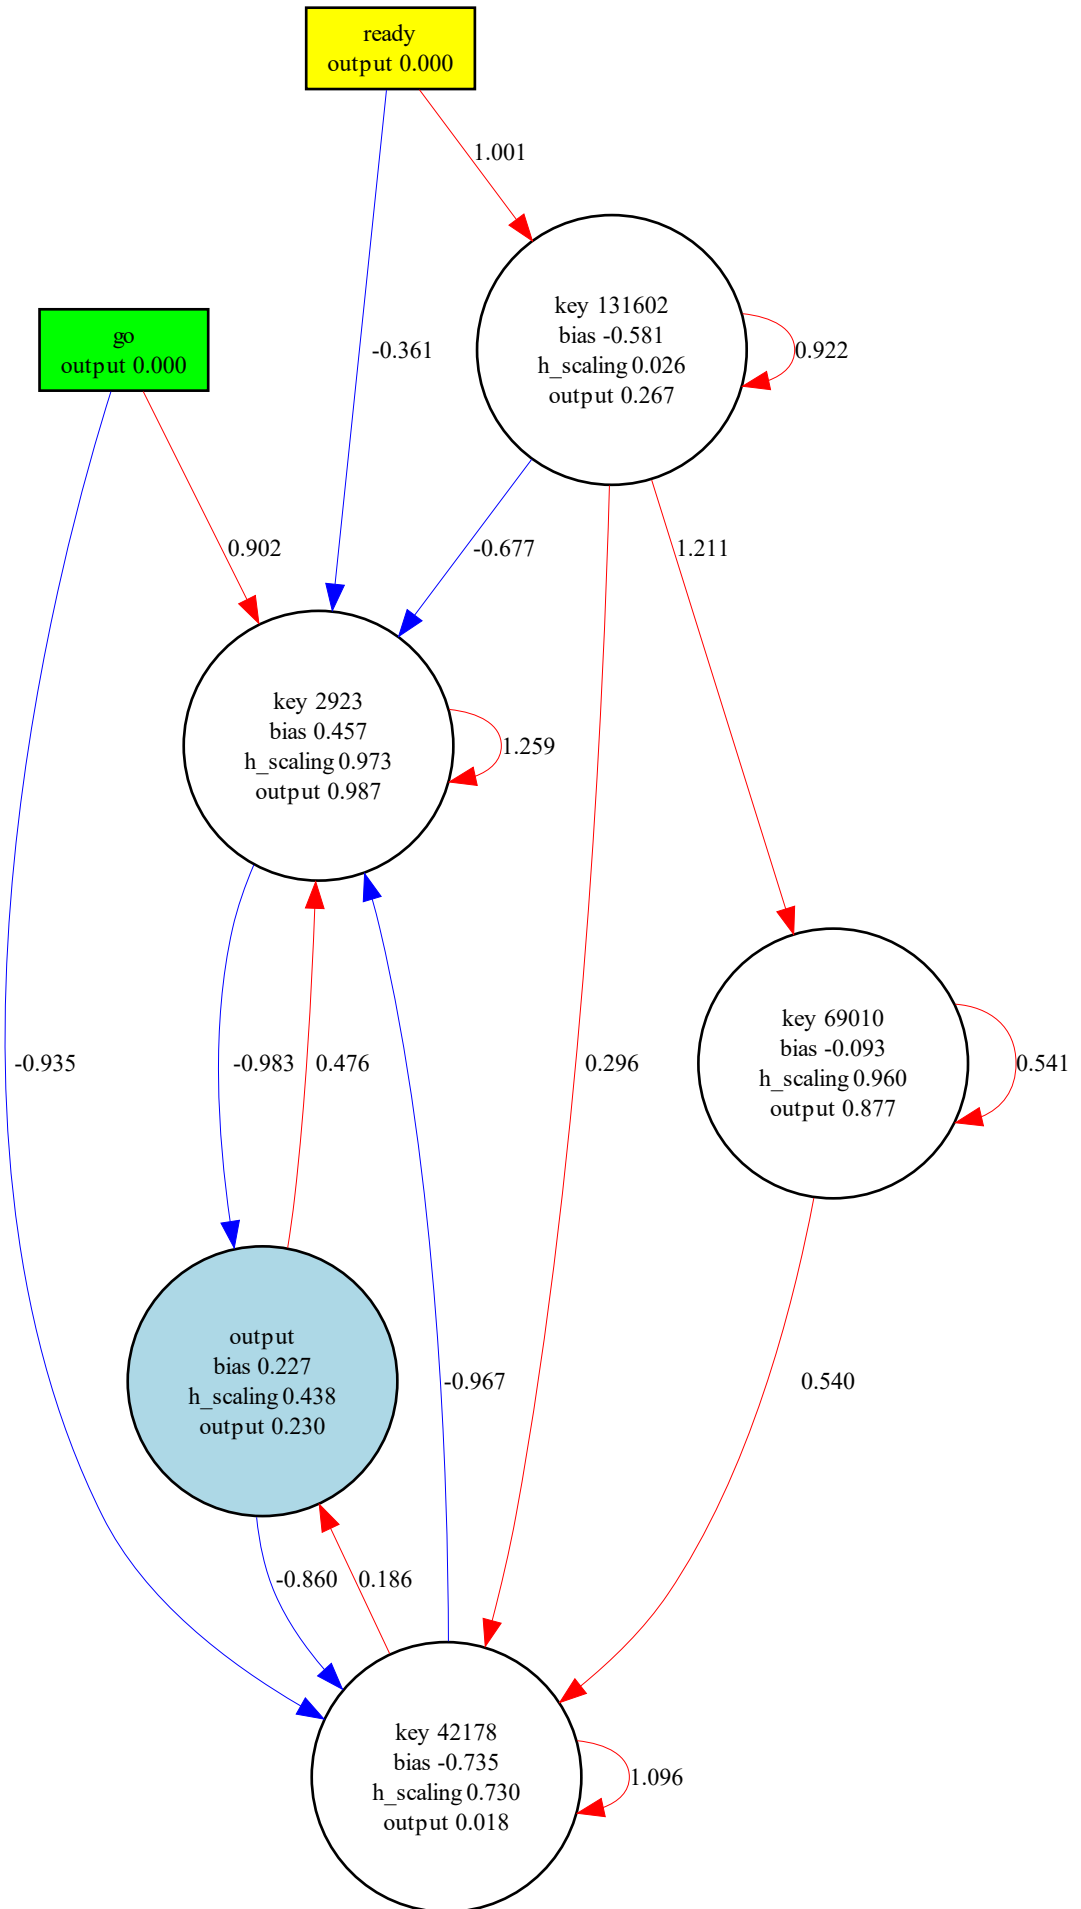 ready
output 0.000
1.001
go
output 0.000
-0.361
key 131602
bias -0.581
h_scaling 0.026
output 0.267
0.922
0.902
-0.677
1.211
key 2923
bias 0.457
h_scaling 0.973
output 0.987
1.259
-0.935
-0.983
0.476
0.296
key 69010
bias -0.093
h_scaling 0.960
output 0.877
0.541
output
bias 0.227
h_scaling 0.438
output 0.230
-0.967
0.540
-0.860
0.186
key 42178
bias -0.735
h_scaling 0.730
output 0.018
1.096